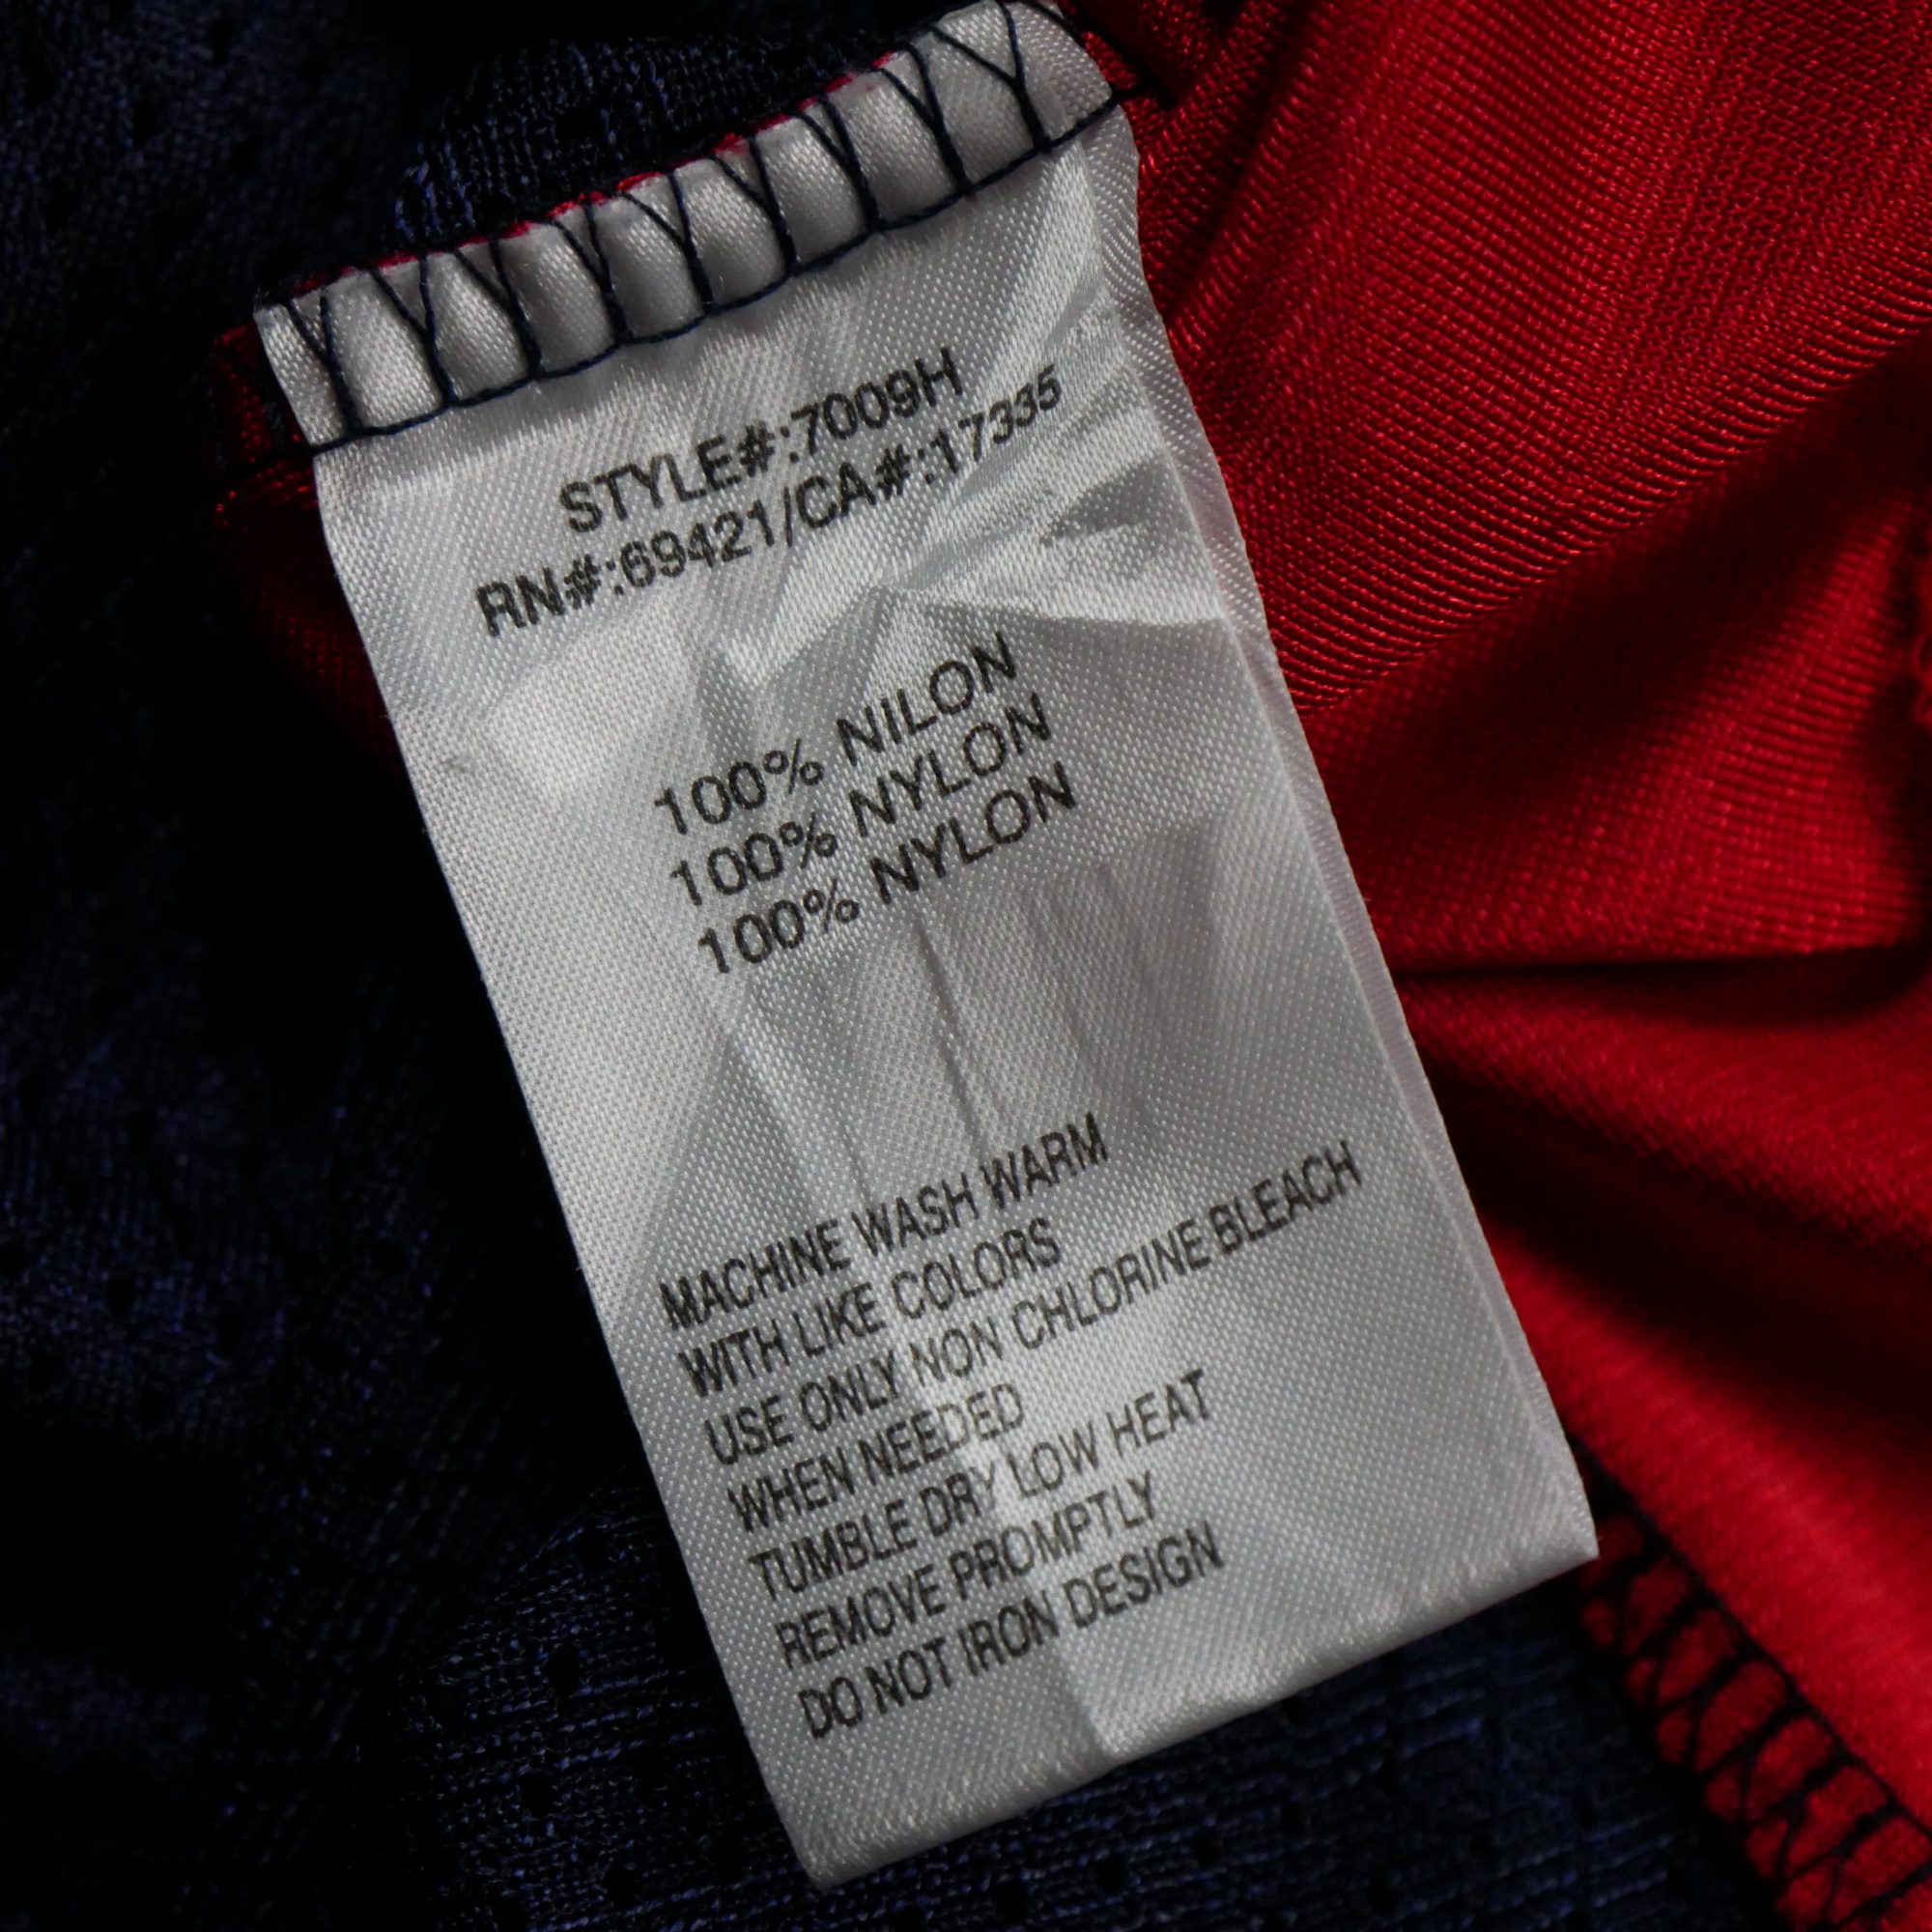 STYLE#:7009H
RN#:69421/CA#:17335
100% NILON
100% NYLON
100% NYLON
MACHINE WASH WARM
WITH LIKE COLORS
USE ONLY NON CHLORINE BLEACH
WHEN NEEDED
TUMBLE DRY LOW HEAT
REMOVE PROMPTLY
DO NOT IRON DESIGN